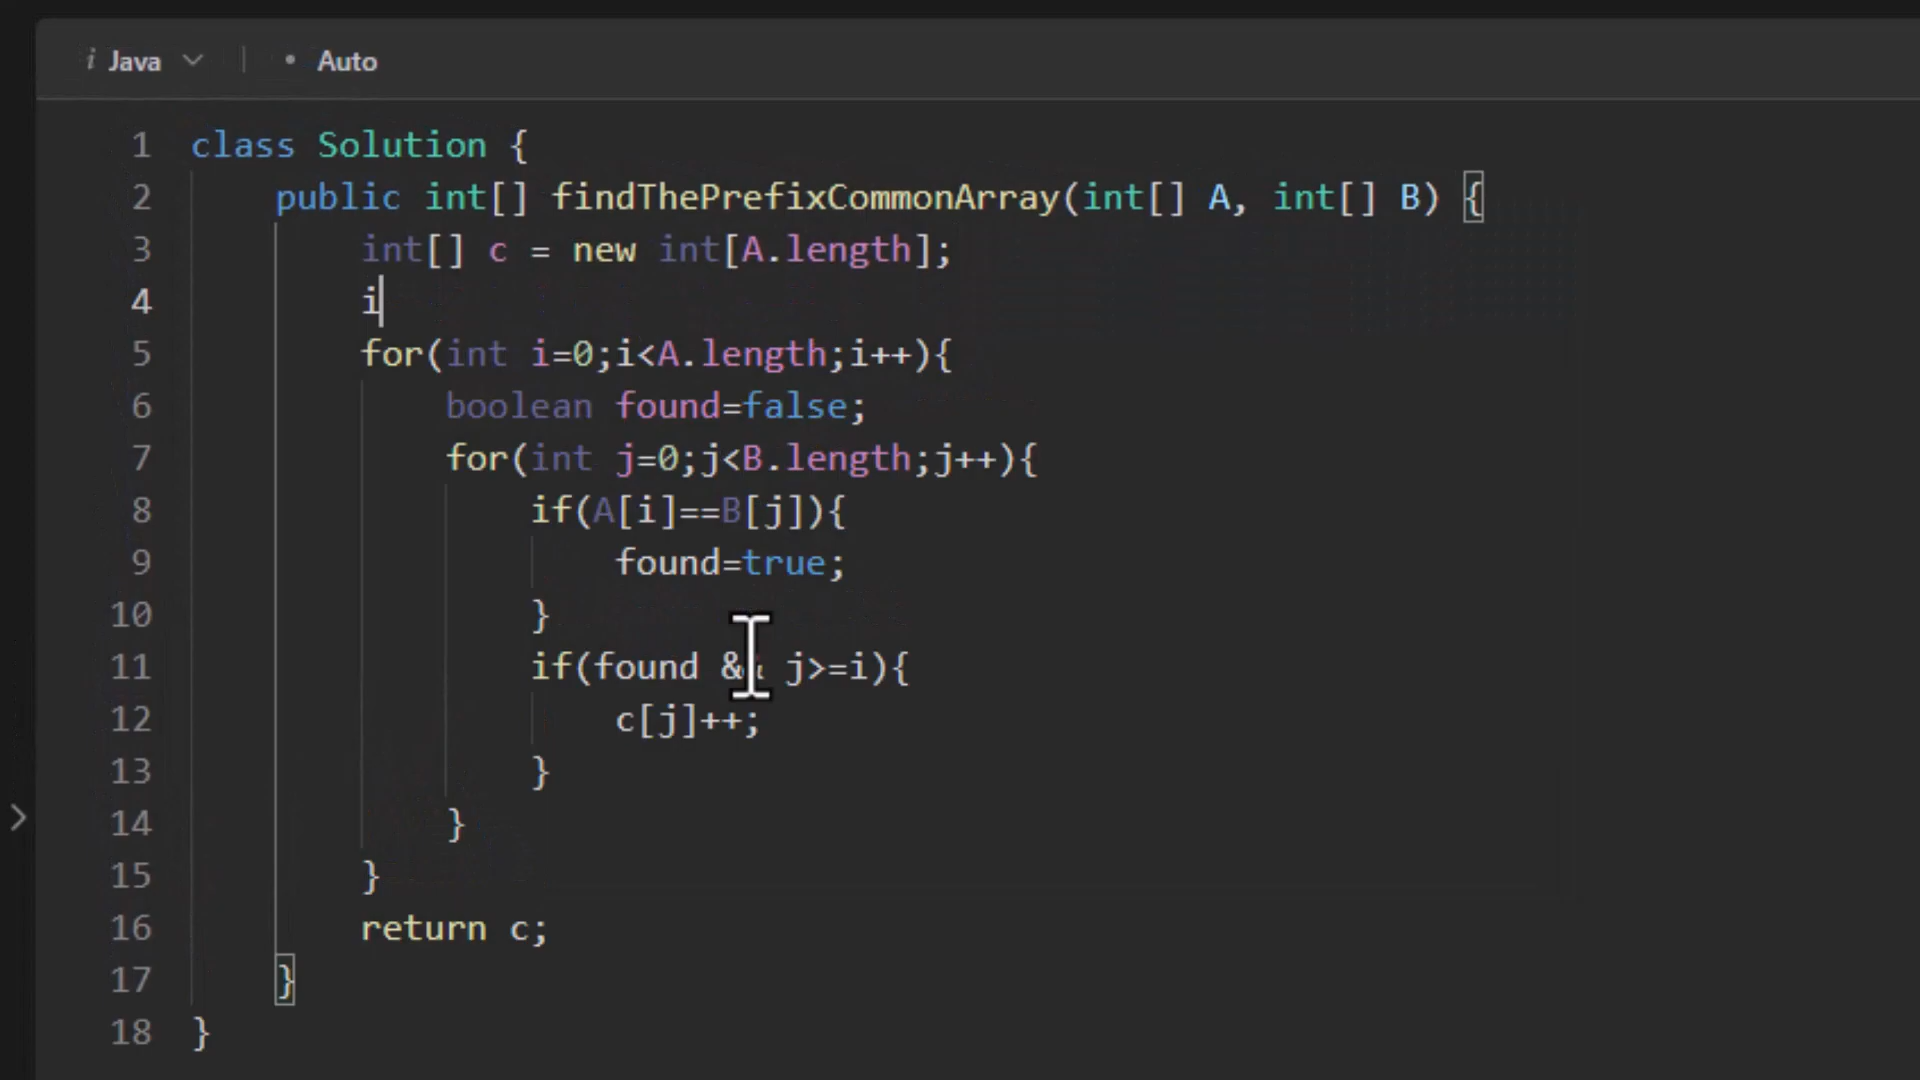 i Java Auto
1 class Solution {
2 public int[] findThePrefixCommonArray(int[] A, int[] B) {
3 int[] c = new int[A.length];
4 i
5 for(int i=0;i<A.length;i++){
6 boolean found=false;
7 for(int j=0;j<B.length;j++){
8 if(A[i]==B[j]){
9 found=true;
10 }
11 if(found && j>=i){
12 c[j]++;
13 }
14 }
15 }
16 return c;
17 }
18 }